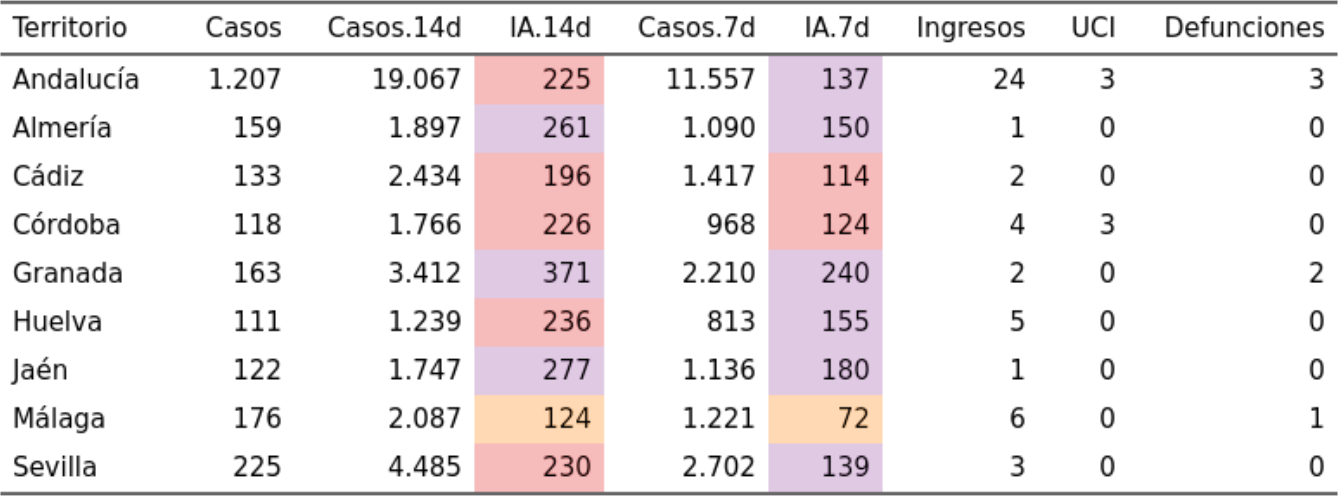 Territorio Casos Casos.14d IA.14d Casos.7d IA.7d Ingresos UCI Defunciones
Andalucía 1.207 19.067 225 11.557 137 24 3 3
Almería 159 1.897 261 1.090 150 1 0 0
Cádiz 133 2.434 196 1.417 114 2 0 0
Córdoba 118 1.766 226 968 124 4 3 0
Granada 163 3.412 371 2.210 240 2 0 2
Huelva 111 1.239 236 813 155 5 0 0
Jaén 122 1.747 277 1.136 180 1 0 0
Málaga 176 2.087 124 1.221 72 6 0 1
Sevilla 225 4.485 230 2.702 139 3 0 0